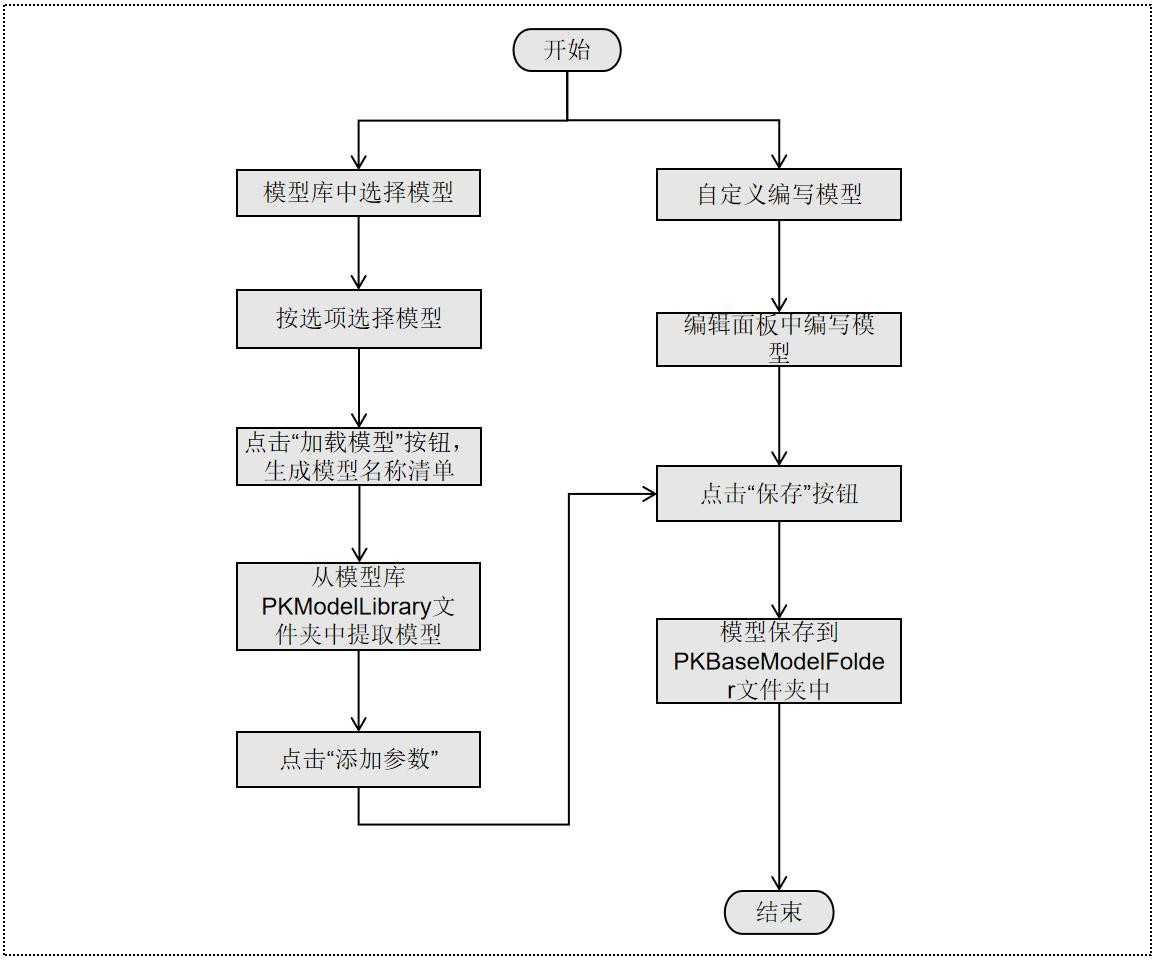 开始
模型库中选择模型
按选项选择模型
点击“加载模型”按钮，
生成模型名称清单
从模型库
PKModelLibrary文
件夹中提取模型
点击“添加参数”
自定义编写模型
编辑面板中编写模
型
点击“保存”按钮
模型保存到
PKBaseModelFolde
r文件夹中
结束